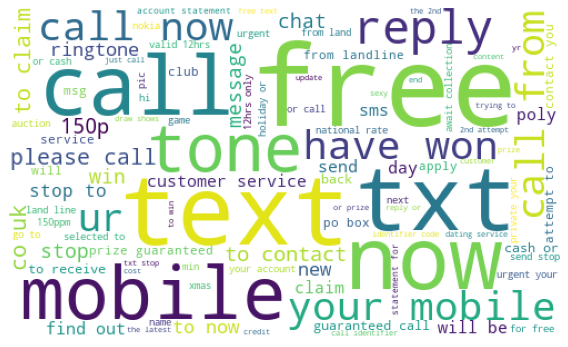 account statement
free text
the 2nd
nokia
urgent
from land
yr
call now
reply
chat
to claim
ringtone
valid 12hrs
from landline
or cash
just call
update
content
contact you
call
free
call from
msg
club
message
pic
hi
12hrs only
holiday or
sexy
end
trying to
sms
await collection
auction
draw shows
game
or call
national rate
2nd attempt
poly
150p
tone
have won
service
please call
customer service
send
day
apply
prize
customer
will
win
back
attempt to
stop to
text
txt
now
private your
land line
150ppm
ur
to win
next
or prize
reply or
identifier code
dating service
po box
co uk
go to
selected to
stop
prize guaranteed
to contact
new
cash or
send stop
to receive
txt stop
cost
min
your account
claim
statement for
urgent your
mobile
xmas
your mobile
find out
name
the latest
to now
credit
guaranteed call
call identifier
will be
for free